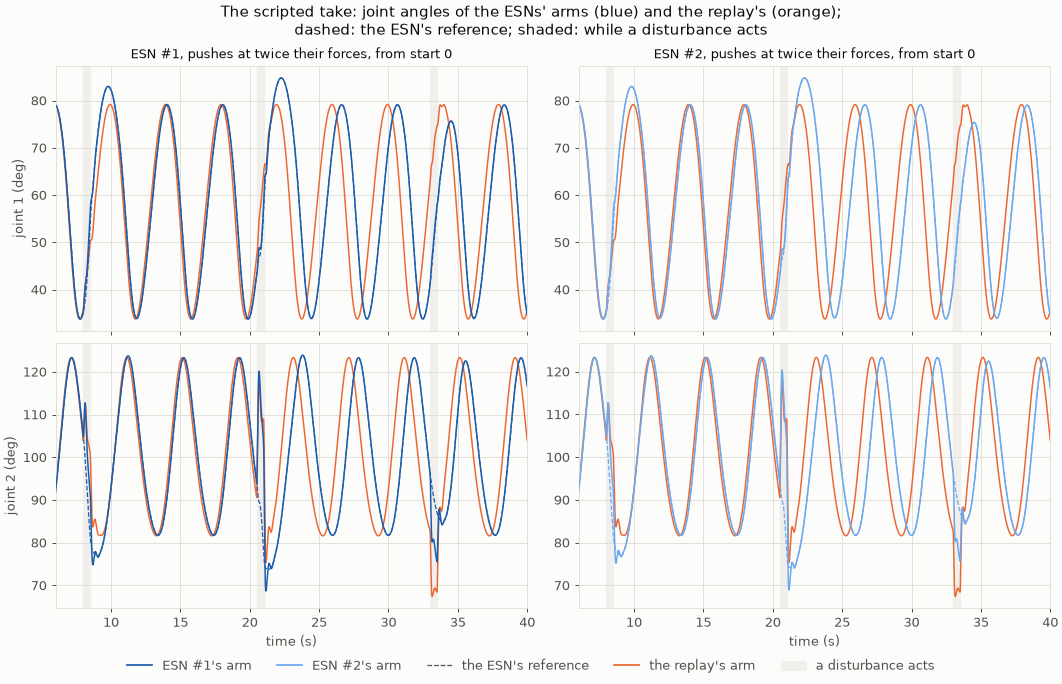 The scripted take: joint angles of the ESNs' arms (blue) and the replay's (orange);
dashed: the ESN's reference; shaded: while a disturbance acts
ESN #1, pushes at twice their forces, from start 0
ESN #2, pushes at twice their forces, from start 0
joint 1 (deg)
80
70
60
50
40
80
70
60
50
40
joint 2 (deg)
120
110
100
90
80
70
120
110
100
90
80
70
10 15 20 25 30 35 40
10 15 20 25 30 35 40
time (s)
time (s)
ESN #1's arm
ESN #2's arm
the ESN's reference
the replay's arm
a disturbance acts